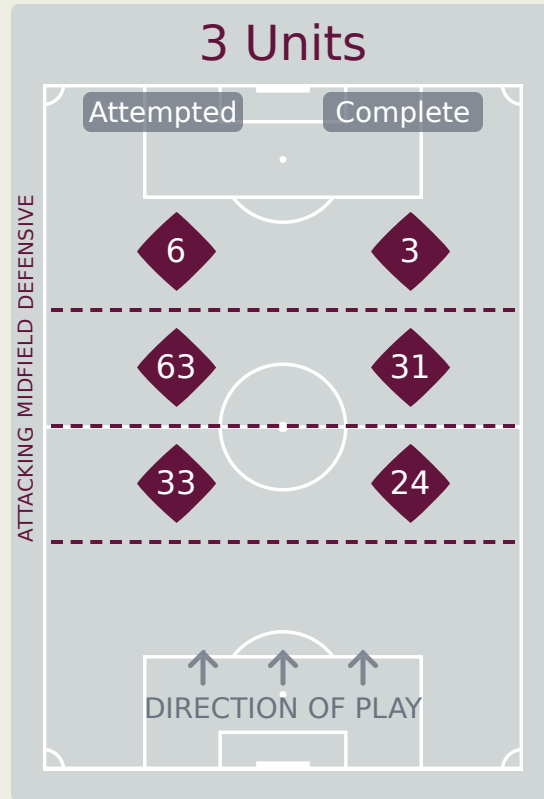 3 Units
Attempted
Complete
ATTACKING MIDFIELD DEFENSIVE
6
3
63
31
33
24
DIRECTION OF PLAY